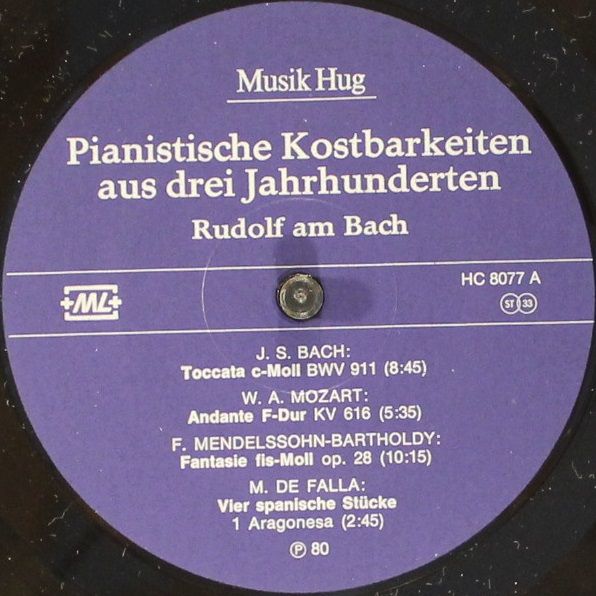 Musik Hug
Pianistische Kostbarkeiten
aus drei Jahrhunderten
Rudolf am Bach
+ML+
HC 8077 A
ST 33
J. S. BACH:
Toccata c-Moll BWV 911 (8:45)
W. A. MOZART:
Andante F-Dur KV 616 (5:35)
F. MENDELSSOHN-BARTHOLDY:
Fantasie fis-Moll op. 28 (10:15)
M. DE FALLA:
Vier spanische Stücke
1 Aragonesa (2:45)
Ⓟ 80